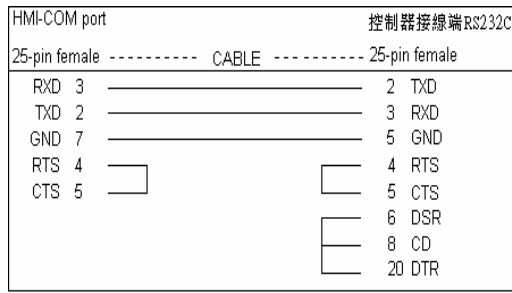 HMI-COM port 控制器接線端RS232C
25-pin female ---------- CABLE ---------- 25-pin female
RXD 3 2 TXD
TXD 2 3 RXD
GND 7 5 GND
RTS 4 4 RTS
CTS 5 5 CTS
6 DSR
8 CD
20 DTR